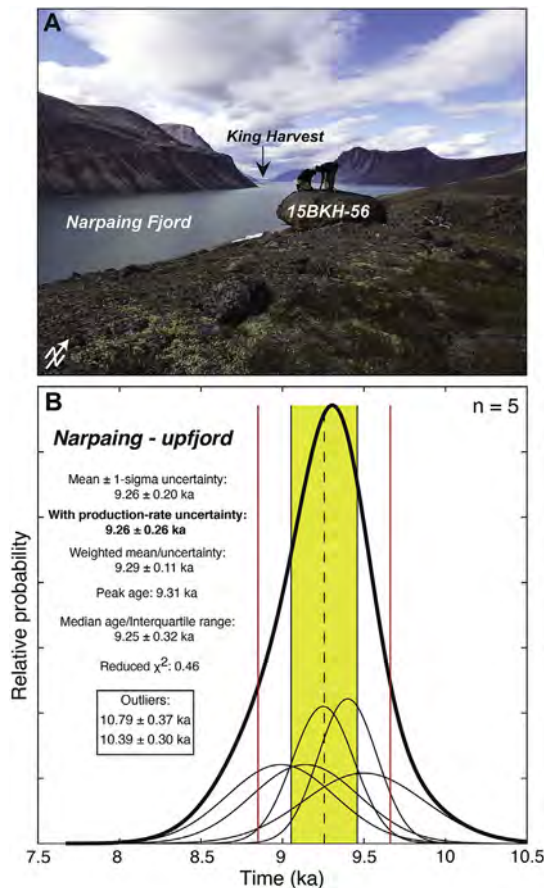 A
King Harvest
15BKH-56
Narpaing Fjord
N
B
n = 5
Narpaing - upfjord
Mean ± 1-sigma uncertainty:
9.26 ± 0.20 ka
With production-rate uncertainty:
9.26 ± 0.26 ka
Weighted mean/uncertainty:
9.29 ± 0.11 ka
Peak age: 9.31 ka
Median age/Interquartile range:
9.25 ± 0.32 ka
Reduced χ²: 0.46
Outliers:
10.79 ± 0.37 ka
10.39 ± 0.30 ka
Relative probability
7.5 8 8.5 9 9.5 10 10.5
Time (ka)